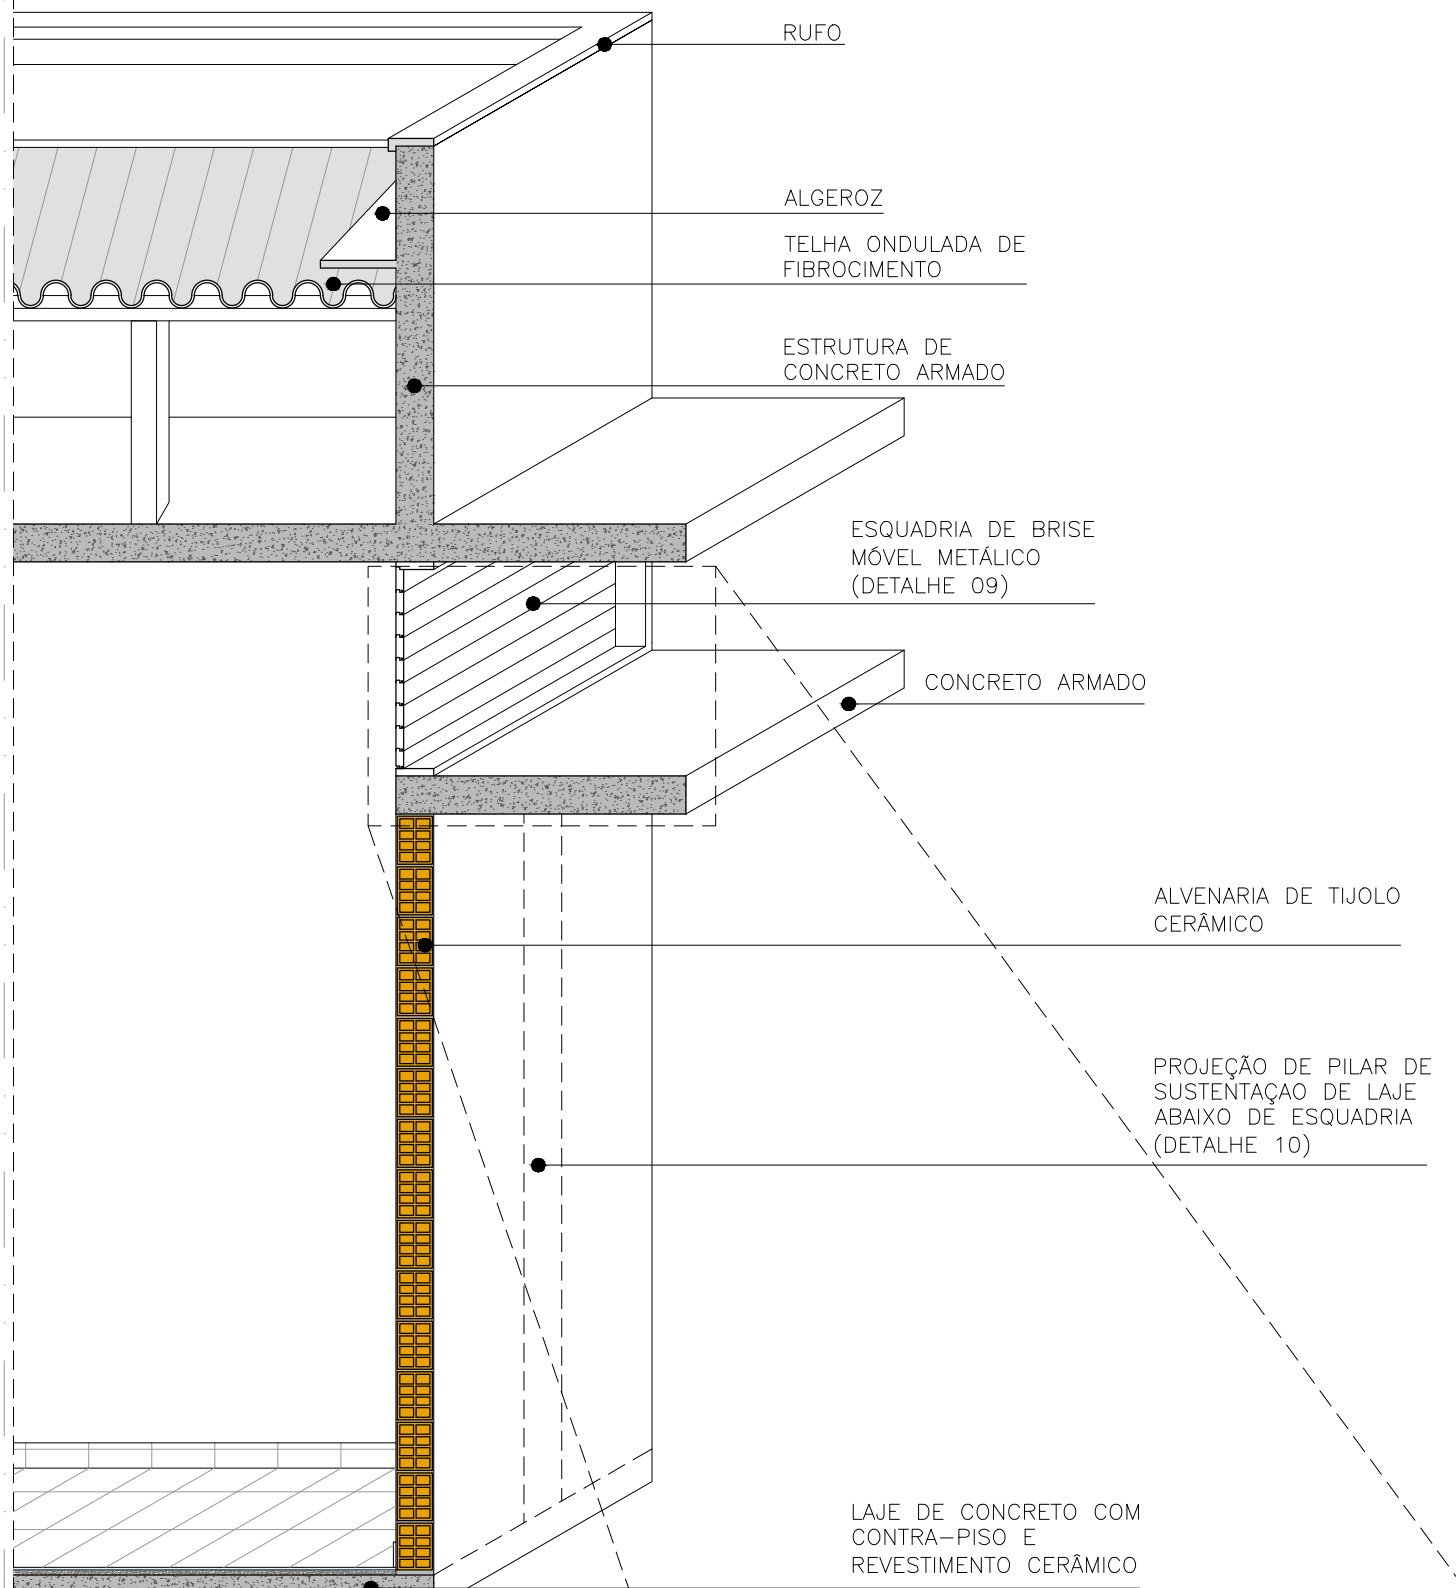 RUFO
ALGEROZ
TELHA ONDULADA DE
FIBROCIMENTO
ESTRUTURA DE
CONCRETO ARMADO
ESQUADRIA DE BRISE
MÓVEL METÁLICO
(DETALHE 09)
CONCRETO ARMADO
ALVENARIA DE TIJOLO
CERÂMICO
PROJEÇÃO DE PILAR DE
SUSTENTAÇAO DE LAJE
ABAIXO DE ESQUADRIA
(DETALHE 10)
LAJE DE CONCRETO COM
CONTRA-PISO E
REVESTIMENTO CERÂMICO